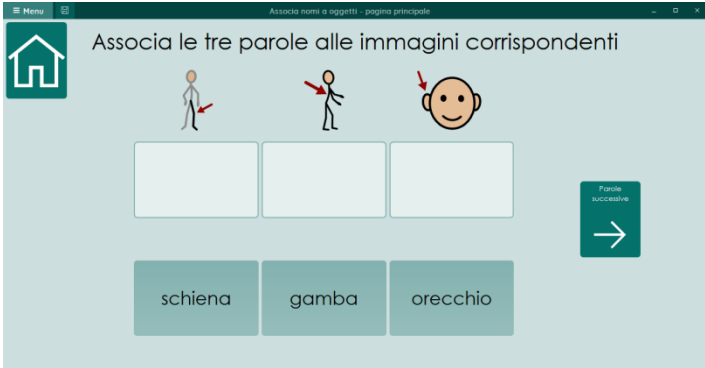 Menu
Associa nomi a oggetti - pagina principale
Associa le tre parole alle immagini corrispondenti
Parole
successive
schiena
gamba
orecchio